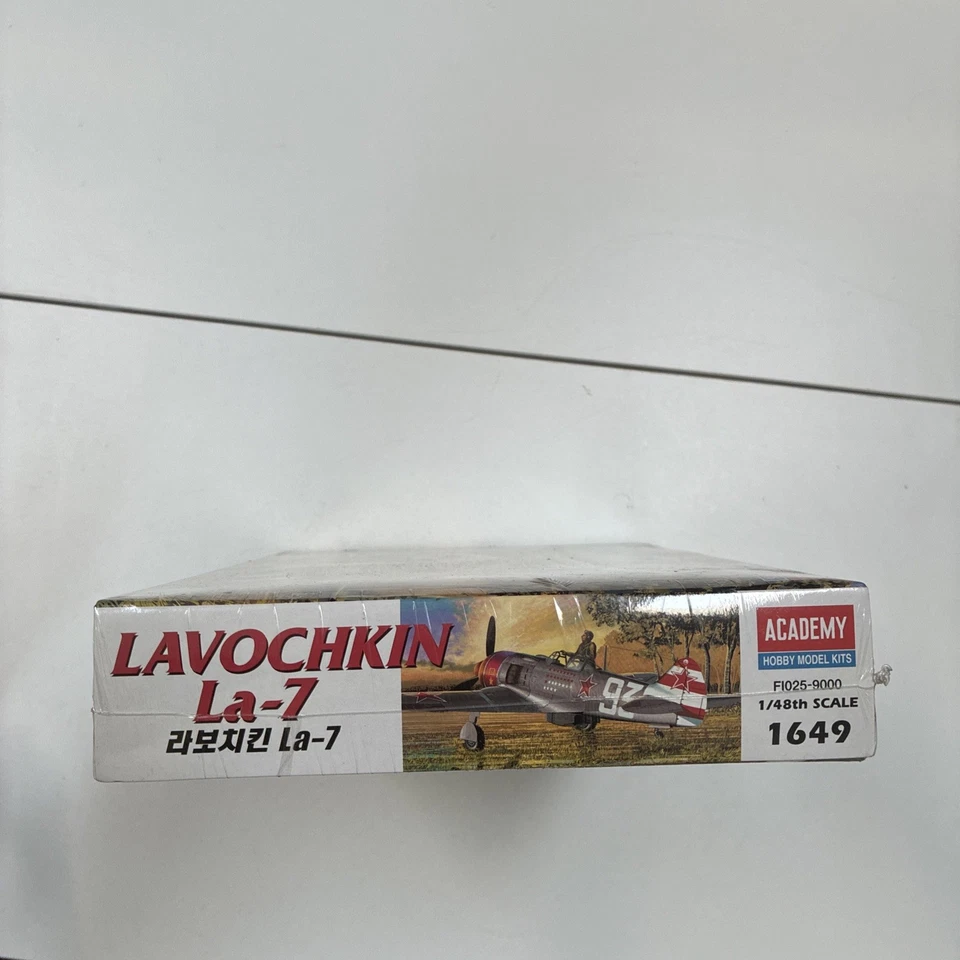 LAVOCHKIN
La-7
라보치킨 La-7
93
ACADEMY
HOBBY MODEL KITS
FI025-9000
1/48th SCALE
1649